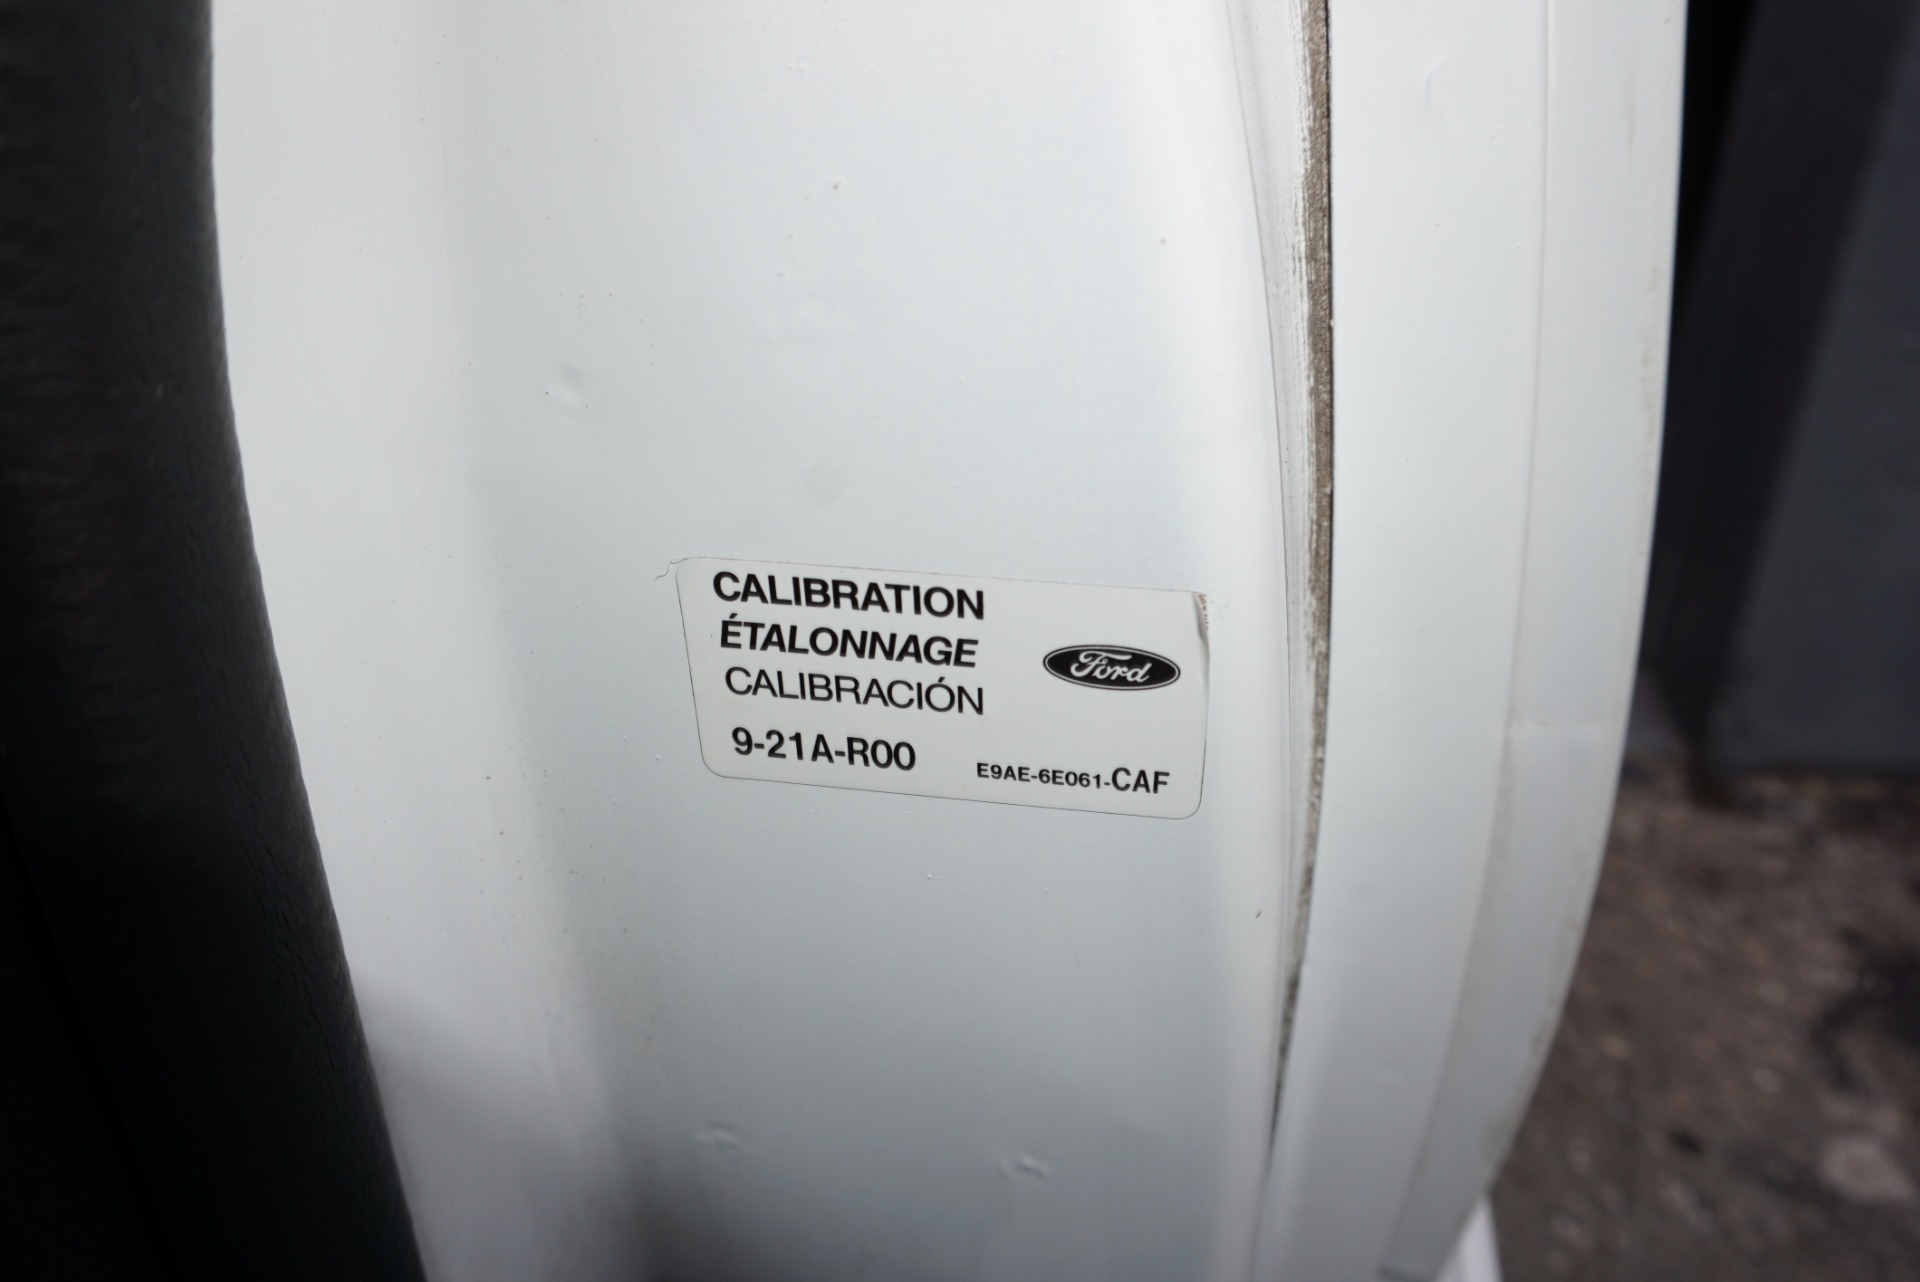 CALIBRATION
ÉTALONNAGE
CALIBRACIÓN
Ford
9-21A-R00
E9AE-6E061-CAF